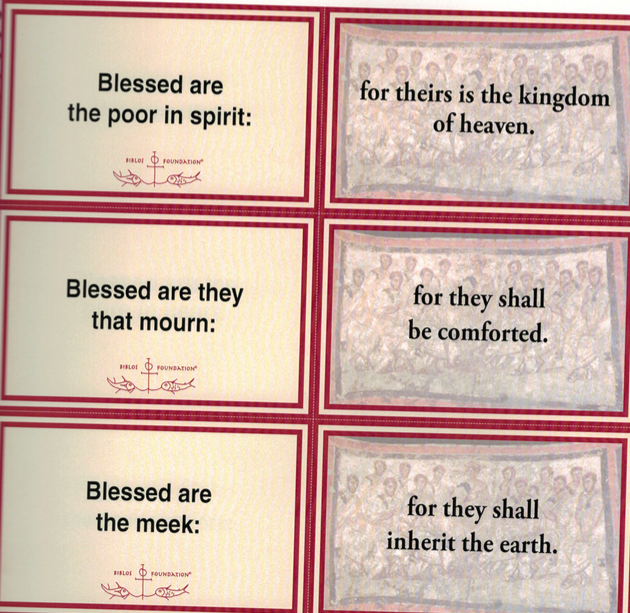 Blessed are
the poor in spirit:
BIBLOS FOUNDATION®
for theirs is the kingdom
of heaven.
Blessed are they
that mourn:
BIBLOS FOUNDATION®
for they shall
be comforted.
Blessed are
the meek:
BIBLOS FOUNDATION®
for they shall
inherit the earth.